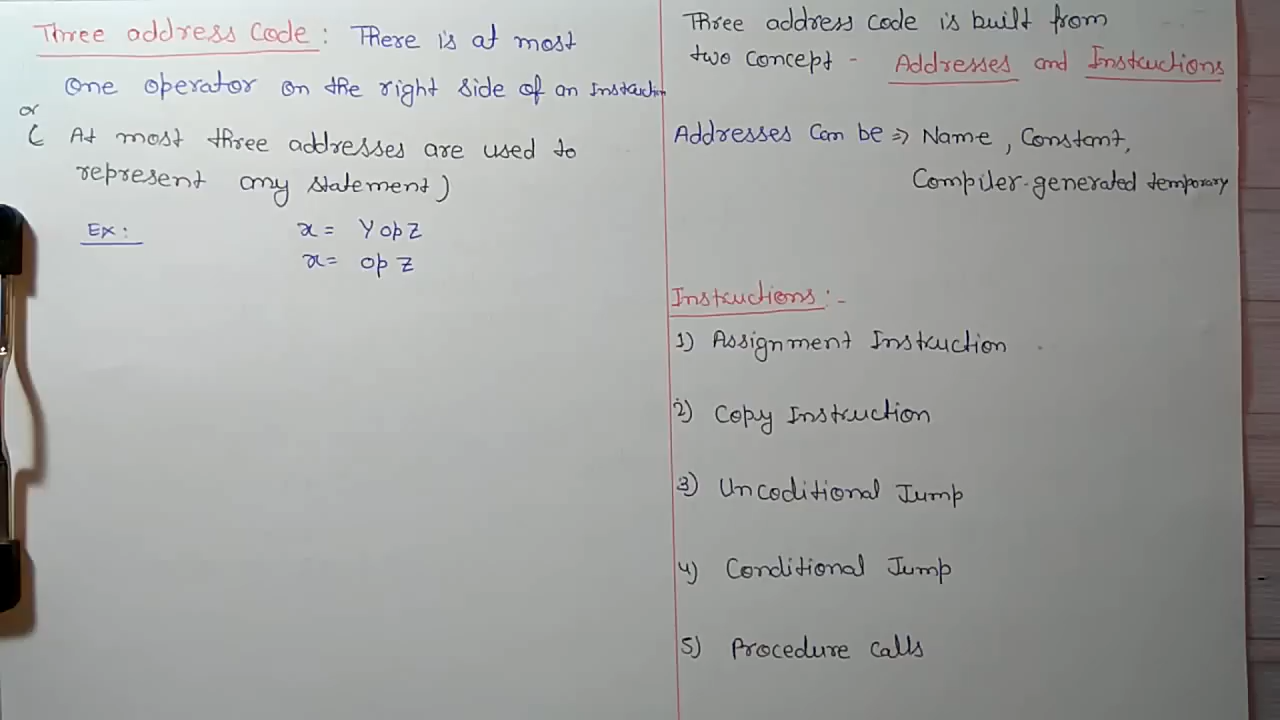 Three address Code : There is at most
one operator on the right side of an Instruction
or
( At most three addresses are used to
represent any statement)
Ex :
x = Y op Z
x = op Z
Three address code is built from
two concept - Addresses and Instructions
Addresses can be => Name , Constant,
Compiler-generated temporary
Instructions :-
1) Assignment Instruction
2) Copy Instruction
3) Uncoditional Jump
4) Conditional Jump
5) Procedure calls